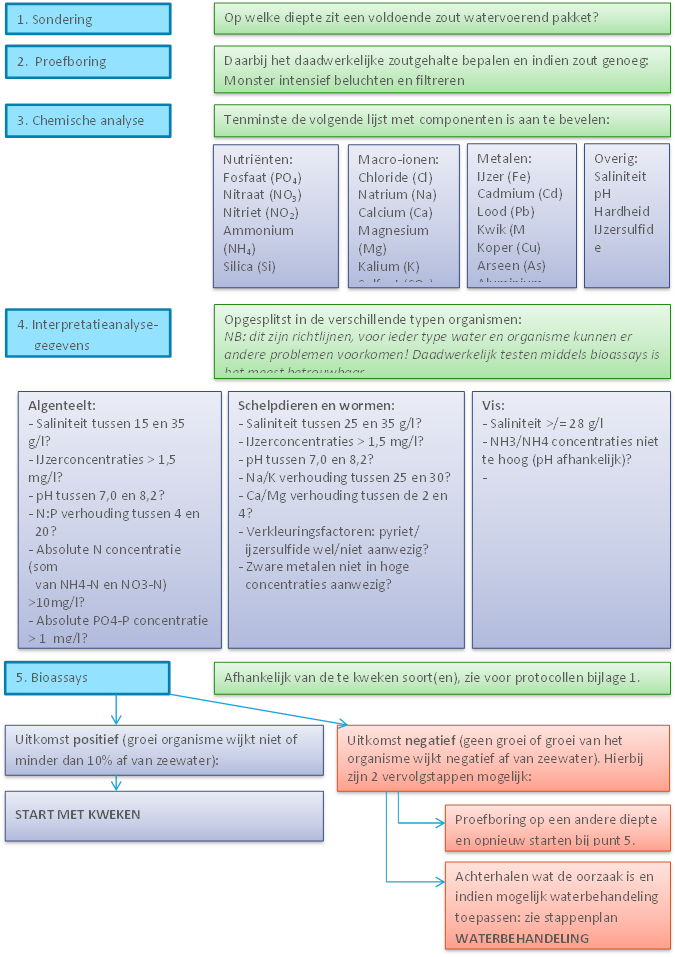 1. Sondering
Op welke diepte zit een voldoende zout watervoerend pakket?
2. Proefboring
Daarbij het daadwerkelijke zoutgehalte bepalen en indien zout genoeg:
Monster intensief beluchten en filtreren
3. Chemische analyse
Tenminste de volgende lijst met componenten is aan te bevelen:
Nutriënten:
Fosfaat (PO₄)
Nitraat (NO₃)
Nitriet (NO₂)
Ammonium
(NH₄)
Silica (Si)
Macro-ionen:
Chloride (Cl)
Natrium (Na)
Calcium (Ca)
Magnesium
(Mg)
Kalium (K)
Metalen:
IJzer (Fe)
Cadmium (Cd)
Lood (Pb)
Kwik (M
Koper (Cu)
Arseen (As)
Aluminium
Overig:
Saliniteit
pH
Hardheid
IJzersulfid
e
4. Interpretatieanalyse-
gegevens
Opgesplitst in de verschillende typen organismen:
NB: dit zijn richtlijnen, voor ieder type water en organisme kunnen er
andere problemen voorkomen! Daadwerkelijk testen middels bioassays is
het meest betrouwbaar
Algenteelt:
- Saliniteit tussen 15 en 35
g/l?
- IJzerconcentraties > 1,5
mg/l?
- pH tussen 7,0 en 8,2?
- N:P verhouding tussen 4 en
20?
- Absolute N concentratie
(som
van NH4-N en NO3-N)
>10mg/l?
- Absolute PO4-P concentratie
> 1 mg/l?
Schelpdieren en wormen:
- Saliniteit tussen 25 en 35 g/l?
- IJzerconcentraties > 1,5 mg/l?
- pH tussen 7,0 en 8,2?
- Na/K verhouding tussen 25 en 30?
- Ca/Mg verhouding tussen de 2 en
4?
- Verkleuringfactoren: pyriet/
ijzersulfide wel/niet aanwezig?
- Zware metalen niet in hoge
concentraties aanwezig?
Vis:
- Saliniteit >/= 28 g/l
- NH3/NH4 concentraties niet
te hoog (pH afhankelijk)?
-
5. Bioassays
Afhankelijk van de te kweken soort(en), zie voor protocollen bijlage 1.
Uitkomst positief (groei organisme wijkt niet of
minder dan 10% af van zeewater):
Uitkomst negatief (geen groei of groei van het
organisme wijkt negatief af van zeewater). Hierbij
zijn 2 vervolgstappen mogelijk:
START MET KWEKEN
Proefboring op een andere diepte
en opnieuw starten bij punt 5.
Achterhalen wat de oorzaak is en
indien mogelijk waterbehandeling
toepassen: zie stappenplan
WATERBEHANDELING